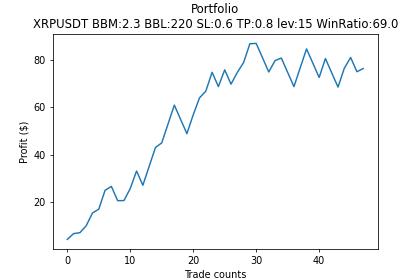 Portfolio
XRPUSDT BBM:2.3 BBL:220 SL:0.6 TP:0.8 lev:15 WinRatio:69.0
80
60
40
20
Profit ($)
0 10 20 30 40
Trade counts